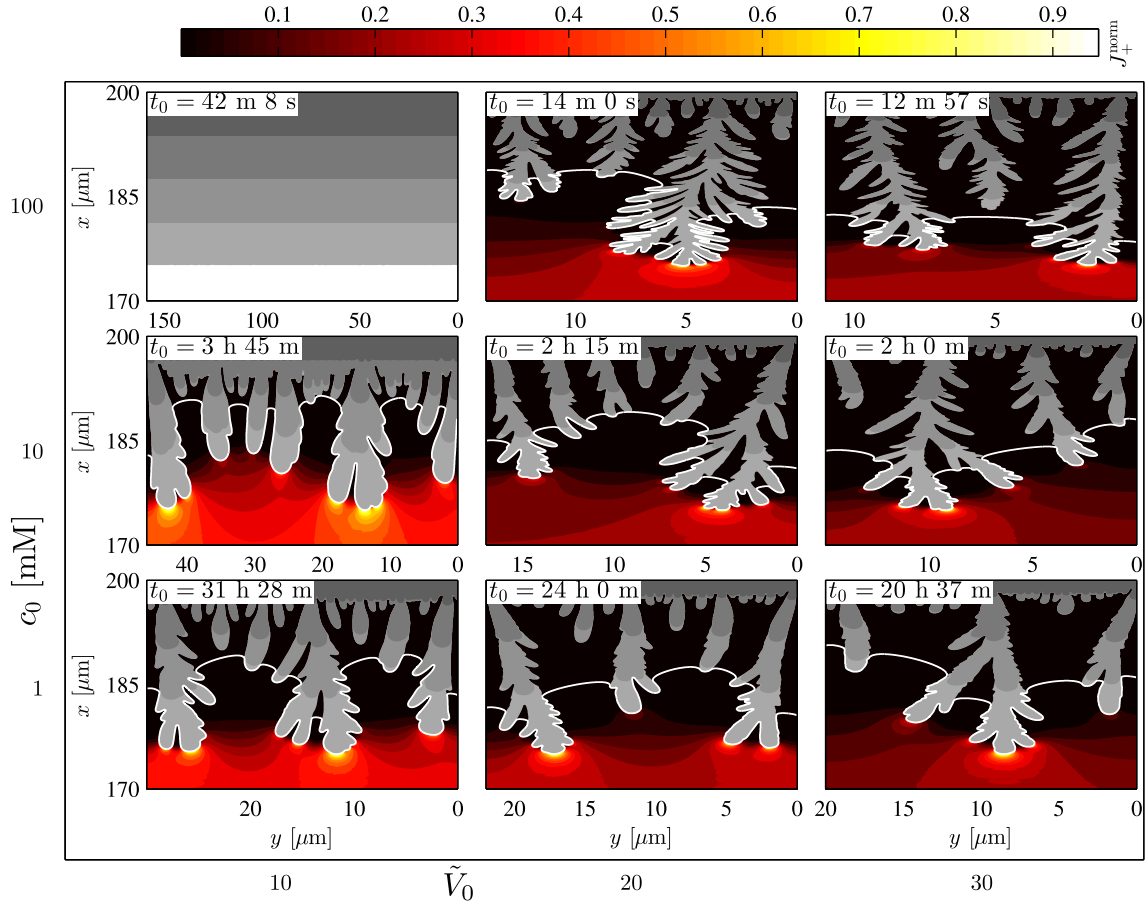 0.1 0.2 0.3 0.4 0.5 0.6 0.7 0.8 0.9
J₊ⁿᵒʳᵐ
t₀ = 42 m 8 s
t₀ = 14 m 0 s
t₀ = 12 m 57 s
200
185
170
x [μm]
100
150 100 50 0
10 5 0
10 5 0
t₀ = 3 h 45 m
t₀ = 2 h 15 m
t₀ = 2 h 0 m
200
185
170
x [μm]
10
40 30 20 10 0
15 10 5 0
10 5 0
t₀ = 31 h 28 m
t₀ = 24 h 0 m
t₀ = 20 h 37 m
200
185
170
x [μm]
1
c₀ [mM]
20 10 0
20 15 10 5 0
20 15 10 5 0
y [μm] y [μm] y [μm]
10 Ṽ₀ 20 30